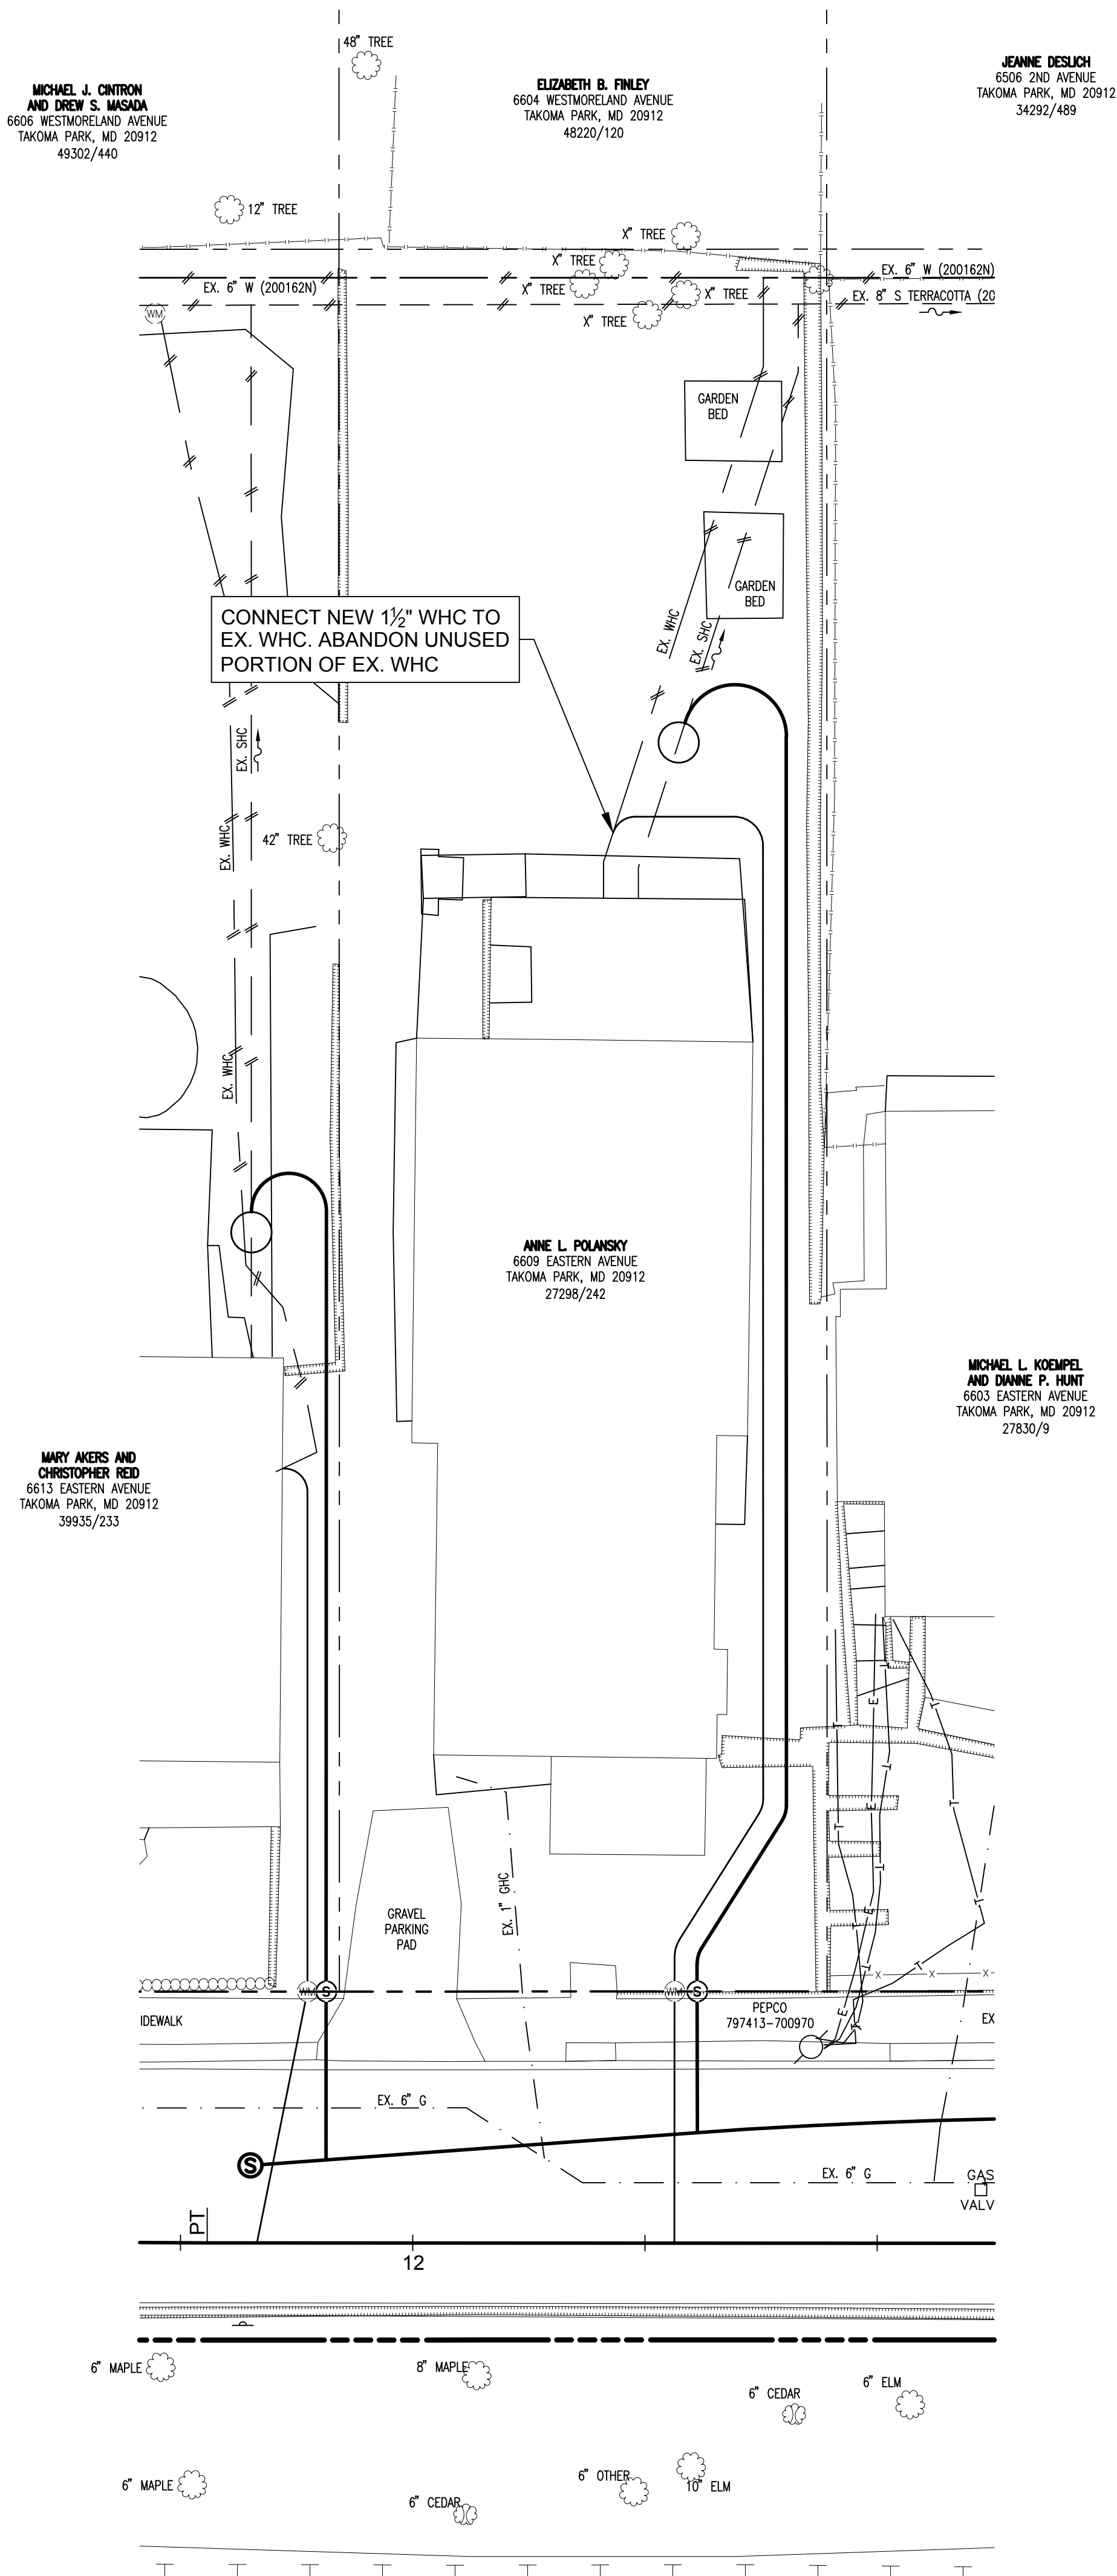 48" TREE
MICHAEL J. CINTRON
AND DREW S. MASADA
6606 WESTMORELAND AVENUE
TAKOMA PARK, MD 20912
49302/440
ELIZABETH B. FINLEY
6604 WESTMORELAND AVENUE
TAKOMA PARK, MD 20912
48220/120
JEANNE DESLICH
6506 2ND AVENUE
TAKOMA PARK, MD 20912
34292/489
12" TREE
X" TREE
X" TREE
X" TREE
X" TREE
X" TREE
EX. 6" W (200162N)
EX. 6" W (200162N)
EX. 8" S TERRACOTTA (20
WM
GARDEN
BED
GARDEN
BED
CONNECT NEW 1½" WHC TO
EX. WHC. ABANDON UNUSED
PORTION OF EX. WHC
EX. WHC
EX. SHC
EX. SHC
EX. WHC
42" TREE
EX. WHC
ANNE L. POLANSKY
6609 EASTERN AVENUE
TAKOMA PARK, MD 20912
27298/242
MICHAEL L. KOEMPEL
AND DIANNE P. HUNT
6603 EASTERN AVENUE
TAKOMA PARK, MD 20912
27830/9
MARY AKERS AND
CHRISTOPHER REID
6613 EASTERN AVENUE
TAKOMA PARK, MD 20912
39935/233
T
E
T
T
T
E
T
T
T
E
T
T
T
T
E
T
EX. 1" GHC
GRAVEL
PARKING
PAD
X X X
WM S
WM S
IDEWALK
PEPCO
797413-700970
EX
EX. 6" G
S
EX. 6" G
GAS
VALV
PT
12
6" MAPLE
8" MAPLE
6" CEDAR
6" ELM
6" MAPLE
6" CEDAR
6" OTHER
10" ELM